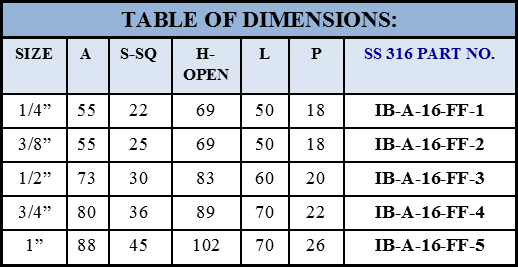 TABLE OF DIMENSIONS:
SIZE A S-SQ H-OPEN L P SS 316 PART NO.
1/4” 55 22 69 50 18 IB-A-16-FF-1
3/8” 55 25 69 50 18 IB-A-16-FF-2
1/2” 73 30 83 60 20 IB-A-16-FF-3
3/4” 80 36 89 70 22 IB-A-16-FF-4
1” 88 45 102 70 26 IB-A-16-FF-5